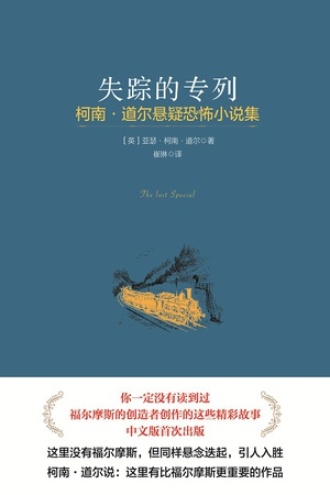 失踪的专列
柯南·道尔悬疑恐怖小说集
［英］亚瑟·柯南·道尔 著
崔琳 译
The lost Special
你一定没有读到过
福尔摩斯的创造者创作的这些精彩故事
中文版首次出版
这里没有福尔摩斯，但同样悬念迭起，引人入胜
柯南·道尔说：这里有比福尔摩斯更重要的作品